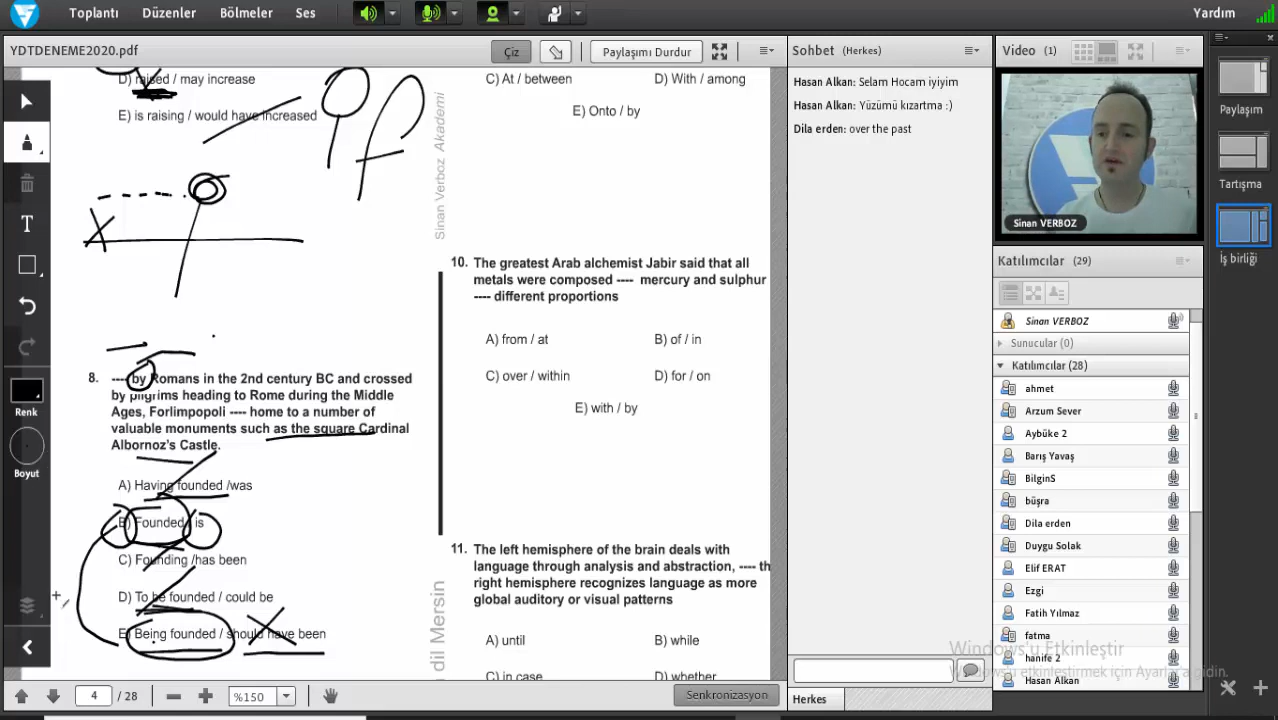 Toplantı Düzenler Bölmeler Ses Yardım
YDTDENEME2020.pdf
Çiz
Paylaşımı Durdur
D) raised / may increase
E) is raising / would have increased
8. ---- by Romans in the 2nd century BC and crossed
by pilgrims heading to Rome during the Middle
Ages, Forlimpopoli ---- home to a number of
valuable monuments such as the square Cardinal
Albornoz's Castle.
A) Having founded /was
B) Founded / is
C) Founding /has been
D) To be founded / could be
E) Being founded / should have been
Sinan Verboz Akademi
dil Mersin
C) At / between
D) With / among
E) Onto / by
10. The greatest Arab alchemist Jabir said that all
metals were composed ---- mercury and sulphur
---- different proportions
A) from / at
B) of / in
C) over / within
D) for / on
E) with / by
11. The left hemisphere of the brain deals with
language through analysis and abstraction, ---- th
right hemisphere recognizes language as more
global auditory or visual patterns
A) until
B) while
C) in case
D) whether
Renk
Boyut
4 / 28
%150
Senkronizasyon
Sohbet (Herkes)
Hasan Alkan: Selam Hocam iyiyim
Hasan Alkan: Yüzümü kızartma :)
Dila erden: over the past
Herkes
Video (1)
Sinan VERBOZ
Katılımcılar (29)
Sinan VERBOZ
Sunucular (0)
Katılımcılar (28)
ahmet
Arzum Sever
Aybüke 2
Barış Yavaş
BilginS
büşra
Dila erden
Duygu Solak
Elif ERAT
Ezgi
Fatih Yılmaz
fatma
hanife 2
Hasan Alkan
Windows'u Etkinleştir
Windows'u etkinleştirmek için Ayarlar'a gidin.
Paylaşım
Tartışma
İş birliği